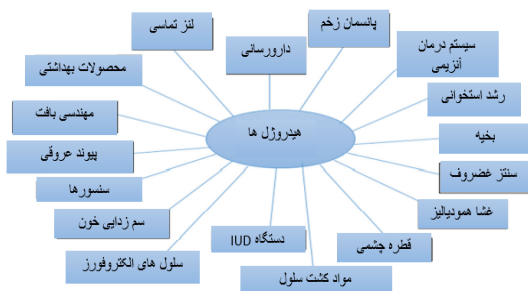 پانسمان زخم
لنز تماسی
سیستم درمان
آنزیمی
دارورسانی
محصولات بهداشتی
رشد استخوانی
مهندسی بافت
هیدروژل ها
بخیه
پیوند عروقی
سنتز غضروف
سنسورها
غشا همودیالیز
سم زدایی خون
دستگاه IUD
قطره چشمی
سلول های الکتروفورز
مواد کشت سلول